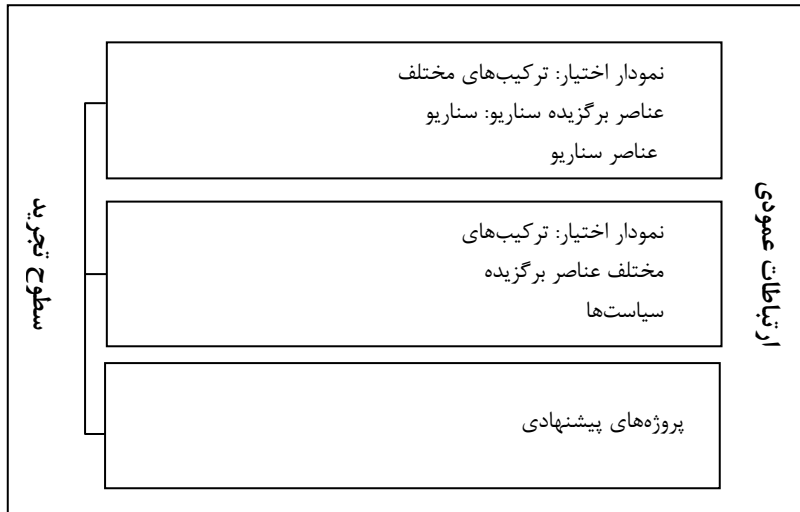 نمودار اختیار: ترکیب‌های مختلف
عناصر برگزیده سناریو: سناریو
عناصر سناریو
نمودار اختیار: ترکیب‌های
مختلف عناصر برگزیده
سیاست‌ها
پروژه‌های پیشنهادی
ارتباطات عمودی
سطوح تجرید